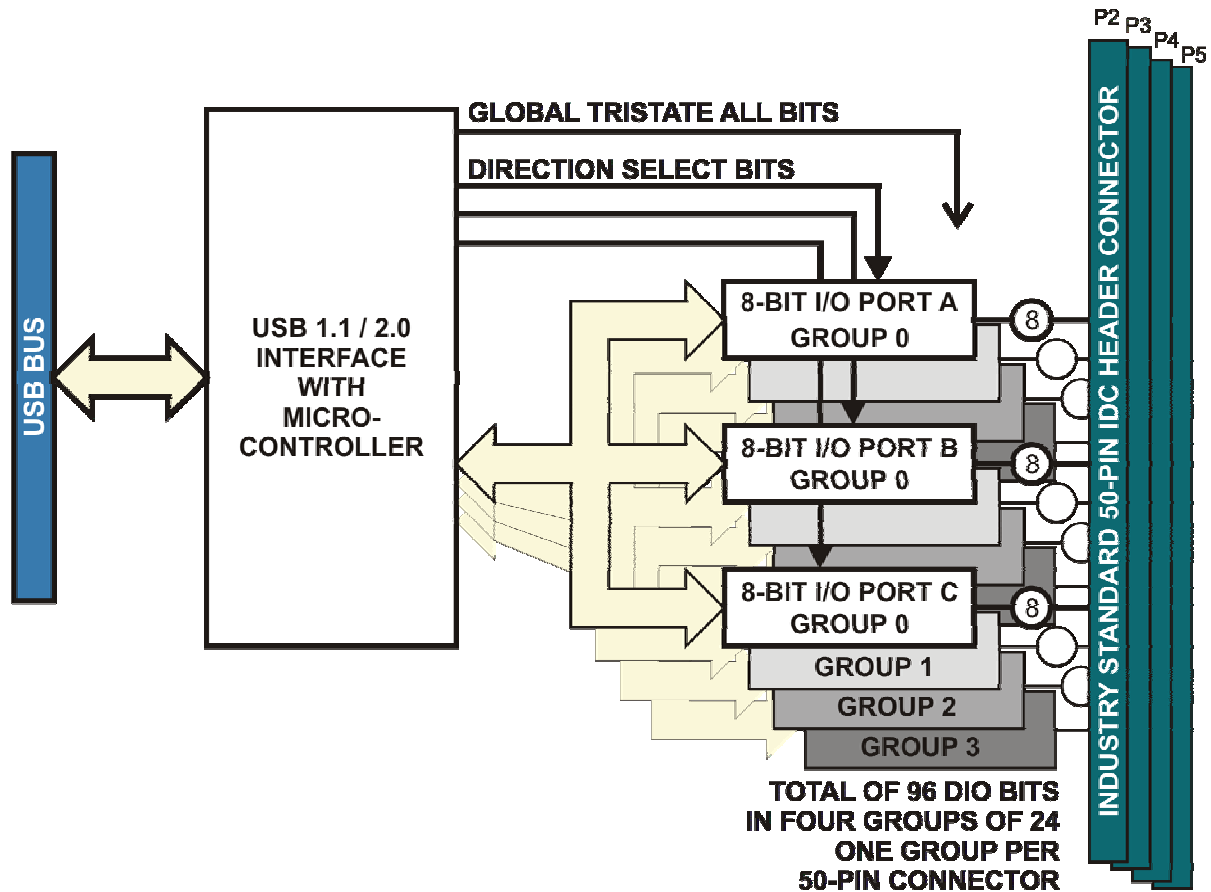 P2
P3
P4
P5
GLOBAL TRISTATE ALL BITS
DIRECTION SELECT BITS
USB BUS
USB 1.1 / 2.0
INTERFACE
WITH
MICRO-
CONTROLLER
8-BIT I/O PORT A
GROUP 0
8
8-BIT I/O PORT B
GROUP 0
8
8-BIT I/O PORT C
GROUP 0
8
GROUP 1
GROUP 2
GROUP 3
INDUSTRY STANDARD 50-PIN IDC HEADER CONNECTOR
TOTAL OF 96 DIO BITS
IN FOUR GROUPS OF 24
ONE GROUP PER
50-PIN CONNECTOR